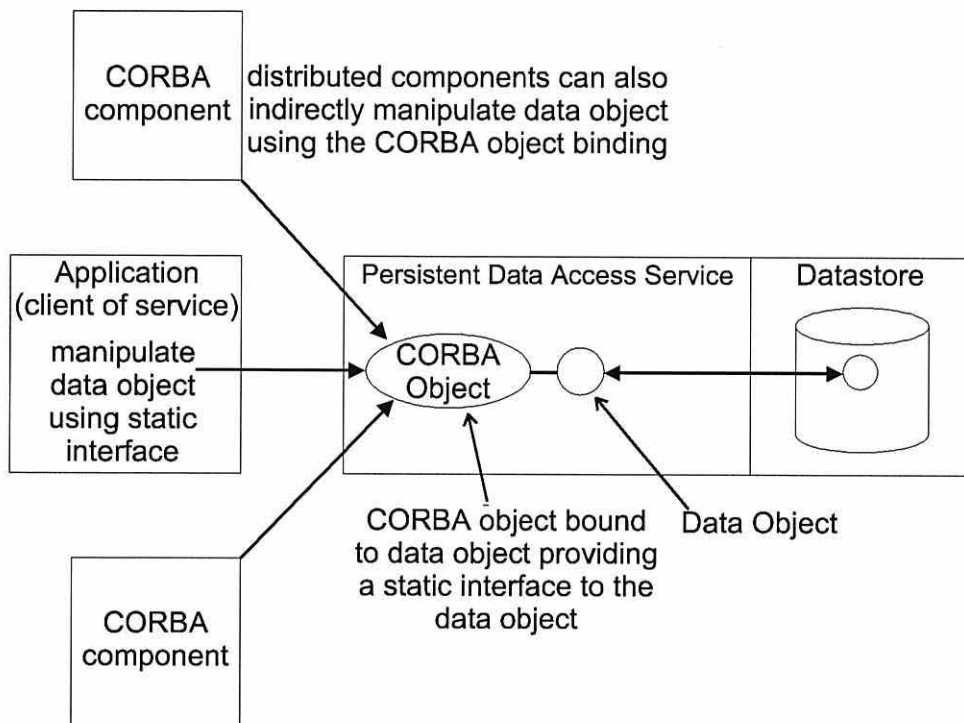 CORBA
component
distributed components can also
indirectly manipulate data object
using the CORBA object binding
Application
(client of service)
manipulate
data object
using static
interface
Persistent Data Access Service
Datastore
CORBA
Object
CORBA object bound
to data object providing
a static interface to the
data object
Data Object
CORBA
component